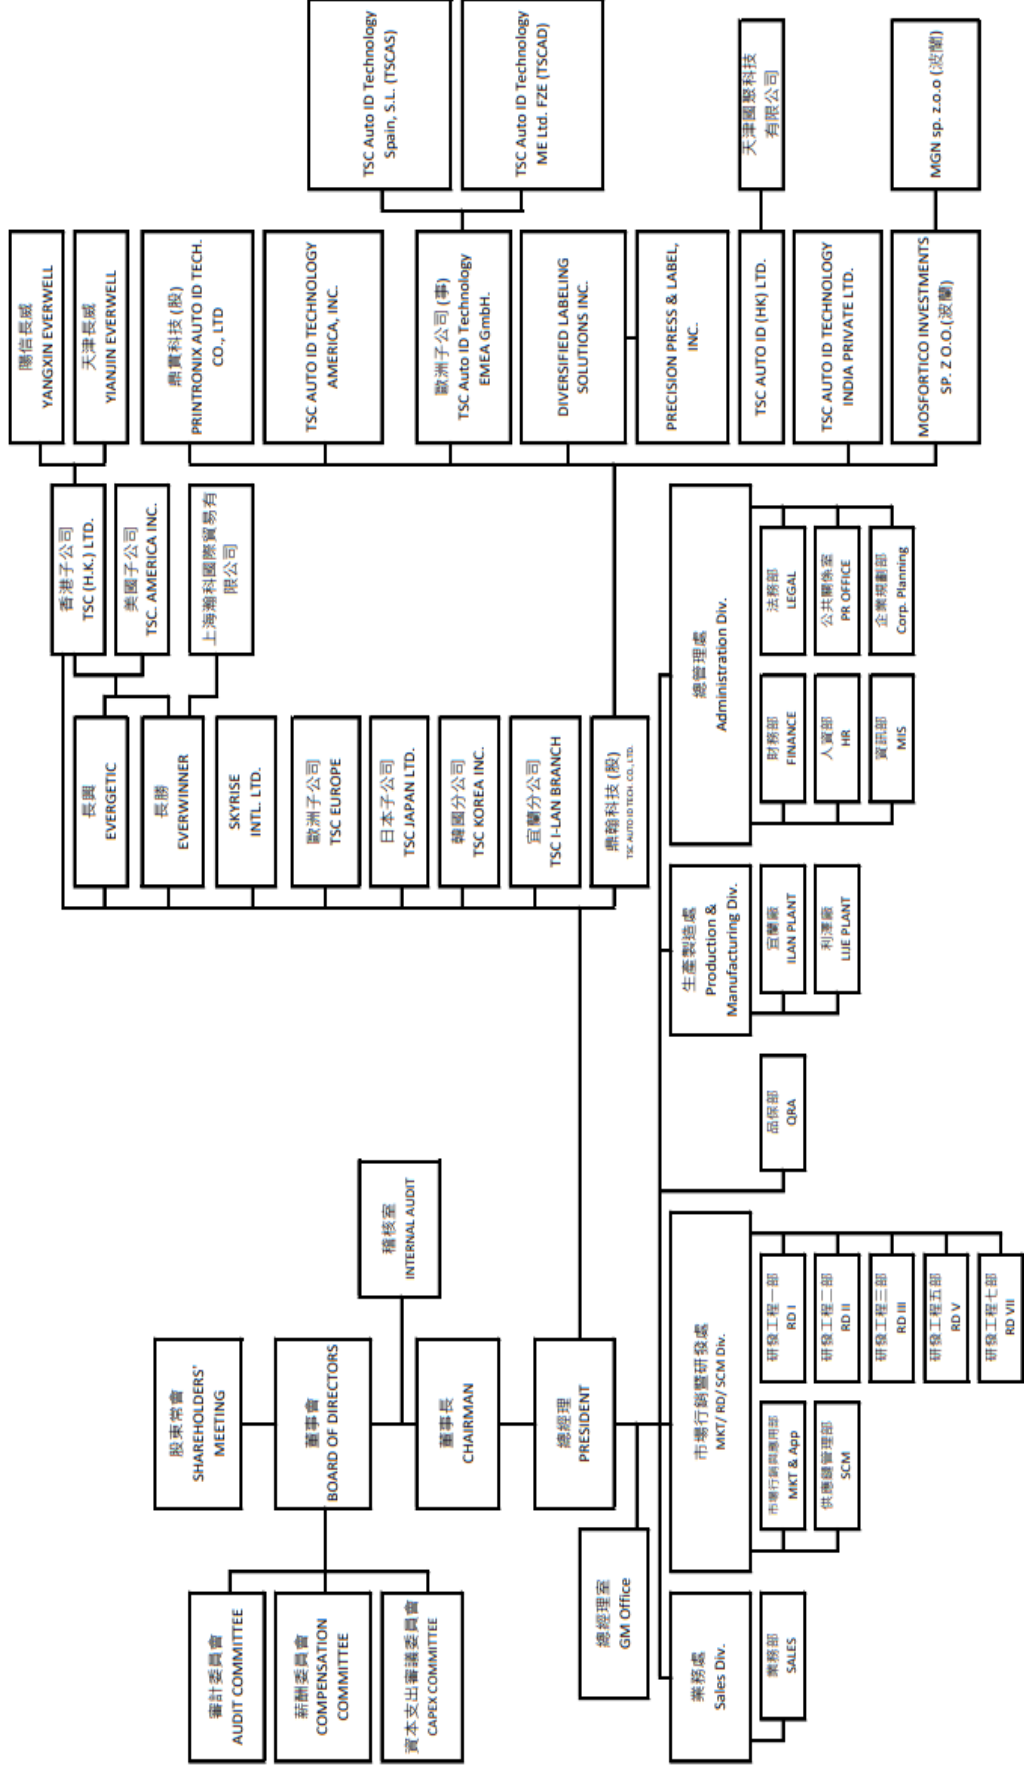 股東常會
SHAREHOLDERS'
MEETING
審計委員會
AUDIT COMMITTEE
薪酬委員會
COMPENSATION
COMMITTEE
資本支出審議委員會
CAPEX COMMITTEE
董事會
BOARD OF DIRECTORS
稽核室
INTERNAL AUDIT
董事長
CHAIRMAN
總經理
PRESIDENT
總經理室
GM Office
業務處
Sales Div.
業務部
SALES
市場行銷暨研發處
MKT/ RD/ SCM Div.
市場行銷與應用部
MKT & App
供應鏈管理部
SCM
研發工程一部
RD I
研發工程二部
RD II
研發工程三部
RD III
研發工程五部
RD V
研發工程七部
RD VII
品保部
QRA
生產製造處
Production &
Manufacturing Div.
宜蘭廠
ILAN PLANT
利澤廠
LIJE PLANT
總管理處
Administration Div.
財務部
FINANCE
人資部
HR
資訊部
MIS
法務部
LEGAL
公共關係室
PR OFFICE
企業規劃部
Corp. Planning
長興
EVERGETIC
長勝
EVERWINNER
SKYRISE
INTL. LTD.
歐洲子公司
TSC EUROPE
日本子公司
TSC JAPAN LTD.
韓國分公司
TSC KOREA INC.
宜蘭分公司
TSC I-LAN BRANCH
鼎翰科技 (股)
TSC AUTO ID TECH. CO., LTD.
香港子公司
TSC (H.K.) LTD.
美國子公司
TSC. AMERICA INC.
上海瀚科國際貿易有
限公司
陽信長威
YANGXIN EVERWELL
天津長威
YIANJIN EVERWELL
鼎貫科技 (股)
PRINTRONIX AUTO ID TECH.
CO., LTD
TSC AUTO ID TECHNOLOGY
AMERICA, INC.
歐洲子公司 (事)
TSC Auto ID Technology
EMEA GmbH.
DIVERSIFIED LABELING
SOLUTIONS INC.
PRECISION PRESS & LABEL,
INC.
TSC AUTO ID (HK) LTD.
TSC AUTO ID TECHNOLOGY
INDIA PRIVATE LTD.
MOSFORTICO INVESTMENTS
SP. Z O.O.(波蘭)
TSC Auto ID Technology
Spain, S.L. (TSCAS)
TSC Auto ID Technology
ME Ltd. FZE (TSCAD)
天津國聚科技
有限公司
MGN sp. z.o.o (波蘭)